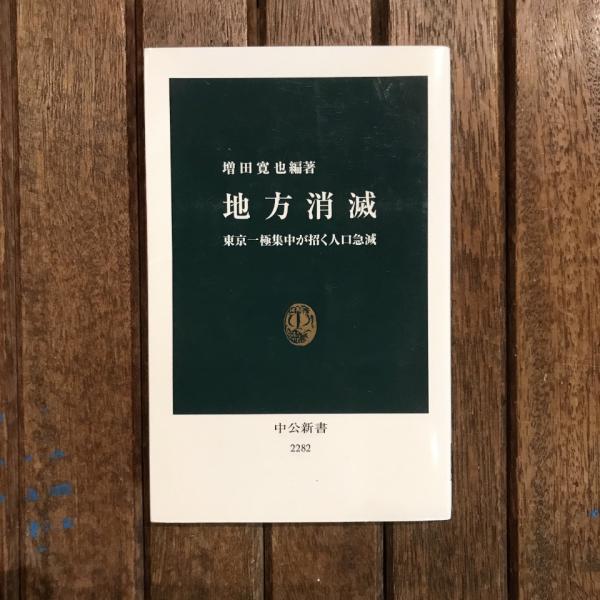 増田寛也編著
地方消滅
東京一極集中が招く人口急減
中公新書
2282